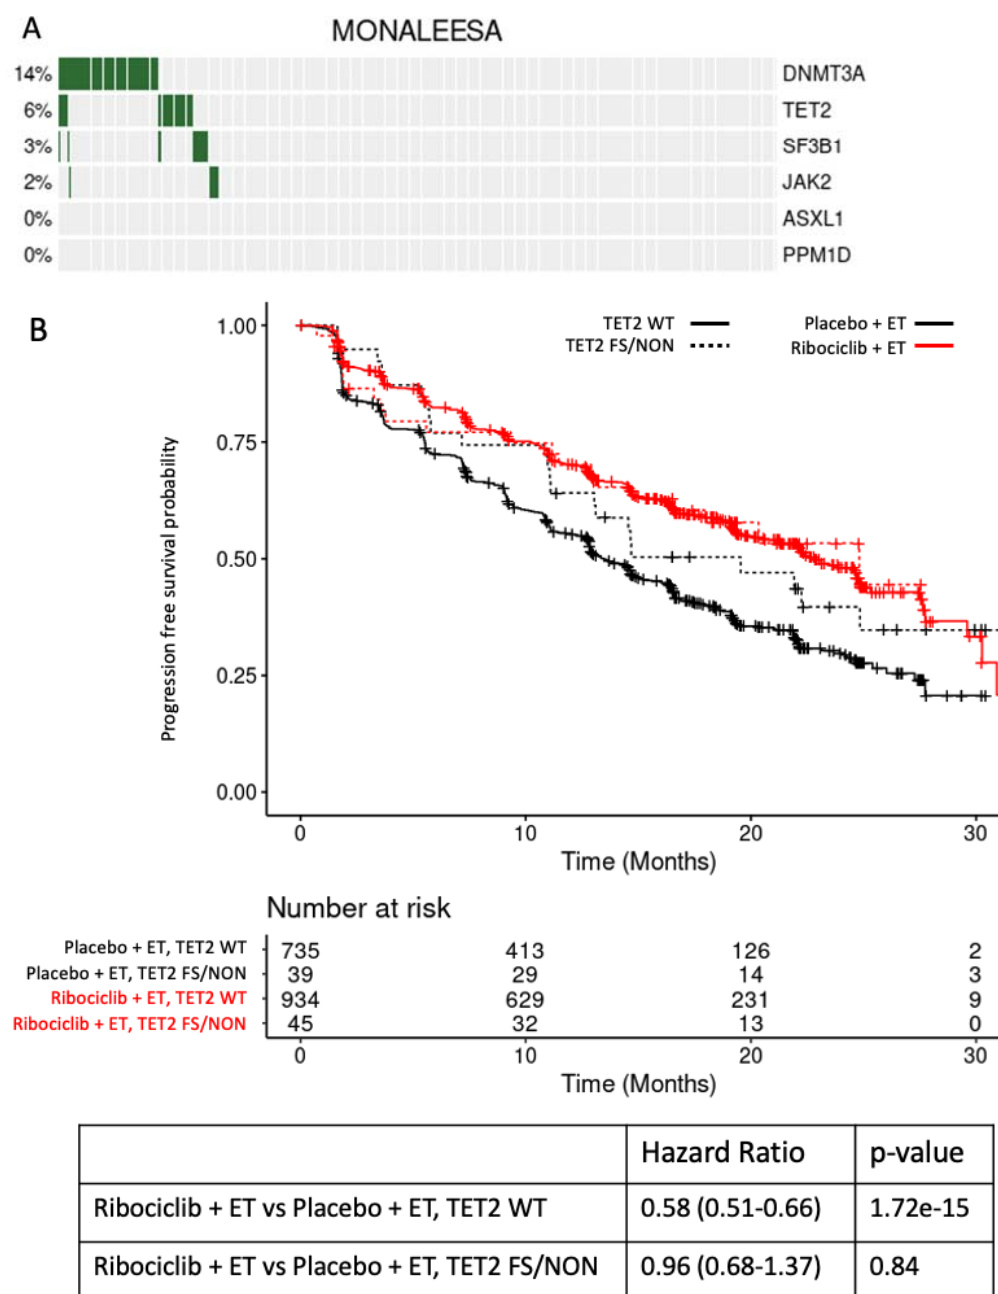 A
MONALEESA
14% DNMT3A
6% TET2
3% SF3B1
2% JAK2
0% ASXL1
0% PPM1D
B
TET2 WT
TET2 FS/NON
Placebo + ET
Ribociclib + ET
Progression free survival probability
1.00
0.75
0.50
0.25
0.00
0 10 20 30
Time (Months)
Number at risk
Placebo + ET, TET2 WT 735 413 126 2
Placebo + ET, TET2 FS/NON 39 29 14 3
Ribociclib + ET, TET2 WT 934 629 231 9
Ribociclib + ET, TET2 FS/NON 45 32 13 0
0 10 20 30
Time (Months)
Hazard Ratio p-value
Ribociclib + ET vs Placebo + ET, TET2 WT 0.58 (0.51-0.66) 1.72e-15
Ribociclib + ET vs Placebo + ET, TET2 FS/NON 0.96 (0.68-1.37) 0.84